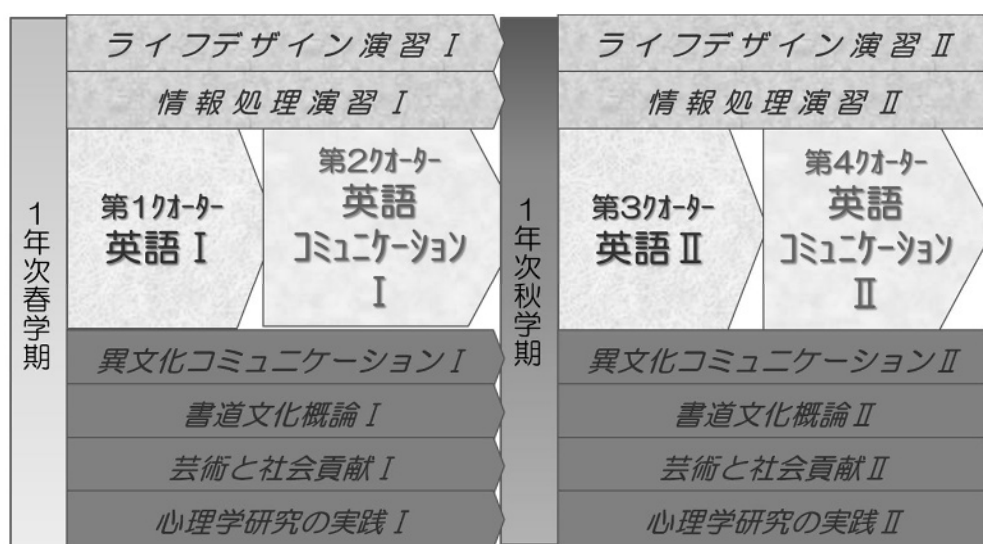 1年次春学期
ライフデザイン演習Ⅰ
情報処理演習Ⅰ
第1クオーター
英語Ⅰ
第2クオーター
英語
コミュニケーション
Ⅰ
異文化コミュニケーションⅠ
書道文化概論Ⅰ
芸術と社会貢献Ⅰ
心理学研究の実践Ⅰ
1年次秋学期
ライフデザイン演習Ⅱ
情報処理演習Ⅱ
第3クオーター
英語Ⅱ
第4クオーター
英語
コミュニケーション
Ⅱ
異文化コミュニケーションⅡ
書道文化概論Ⅱ
芸術と社会貢献Ⅱ
心理学研究の実践Ⅱ